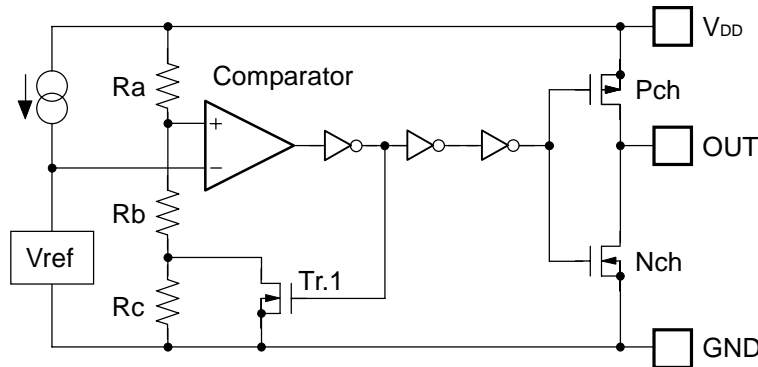 VDD
Ra
Comparator
Pch
+
−
OUT
Rb
Vref
Tr.1
Nch
Rc
GND